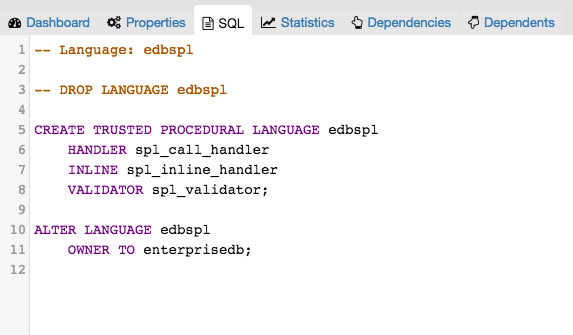 Dashboard Properties SQL Statistics Dependencies Dependents
1 -- Language: edbspl
2
3 -- DROP LANGUAGE edbspl
4
5 CREATE TRUSTED PROCEDURAL LANGUAGE edbspl
6 HANDLER spl_call_handler
7 INLINE spl_inline_handler
8 VALIDATOR spl_validator;
9
10 ALTER LANGUAGE edbspl
11 OWNER TO enterprisedb;
12